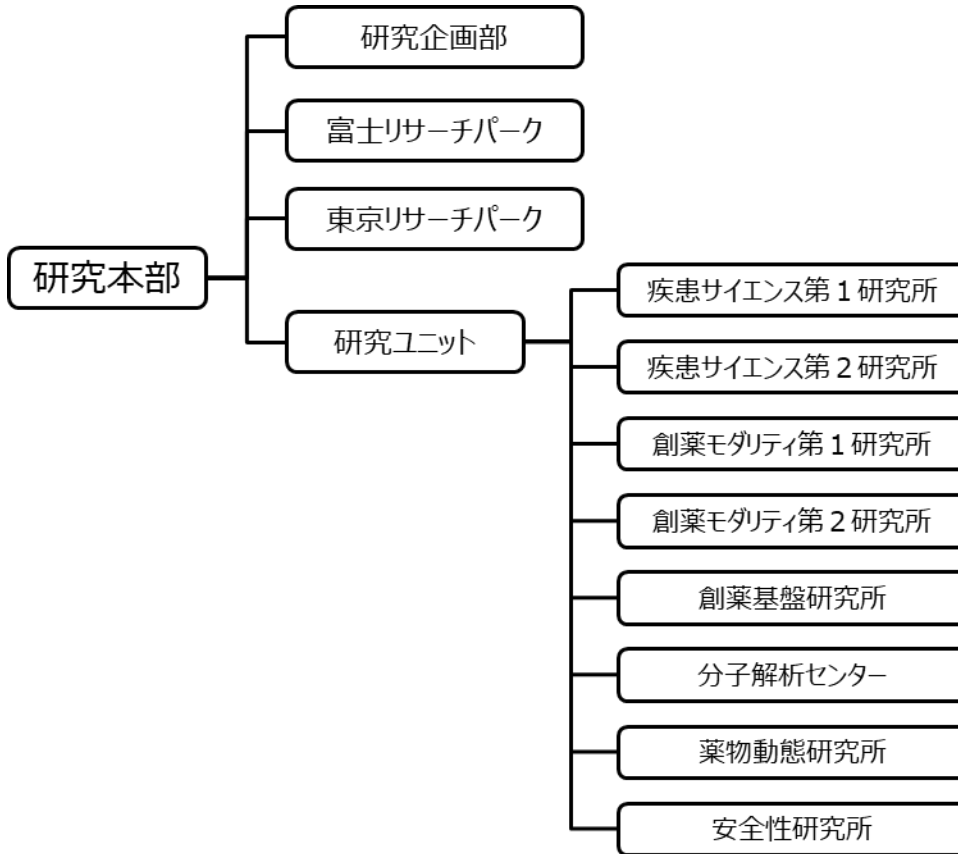 研究企画部
富士リサーチパーク
東京リサーチパーク
研究本部
研究ユニット
疾患サイエンス第１研究所
疾患サイエンス第２研究所
創薬モダリティ第１研究所
創薬モダリティ第２研究所
創薬基盤研究所
分子解析センター
薬物動態研究所
安全性研究所